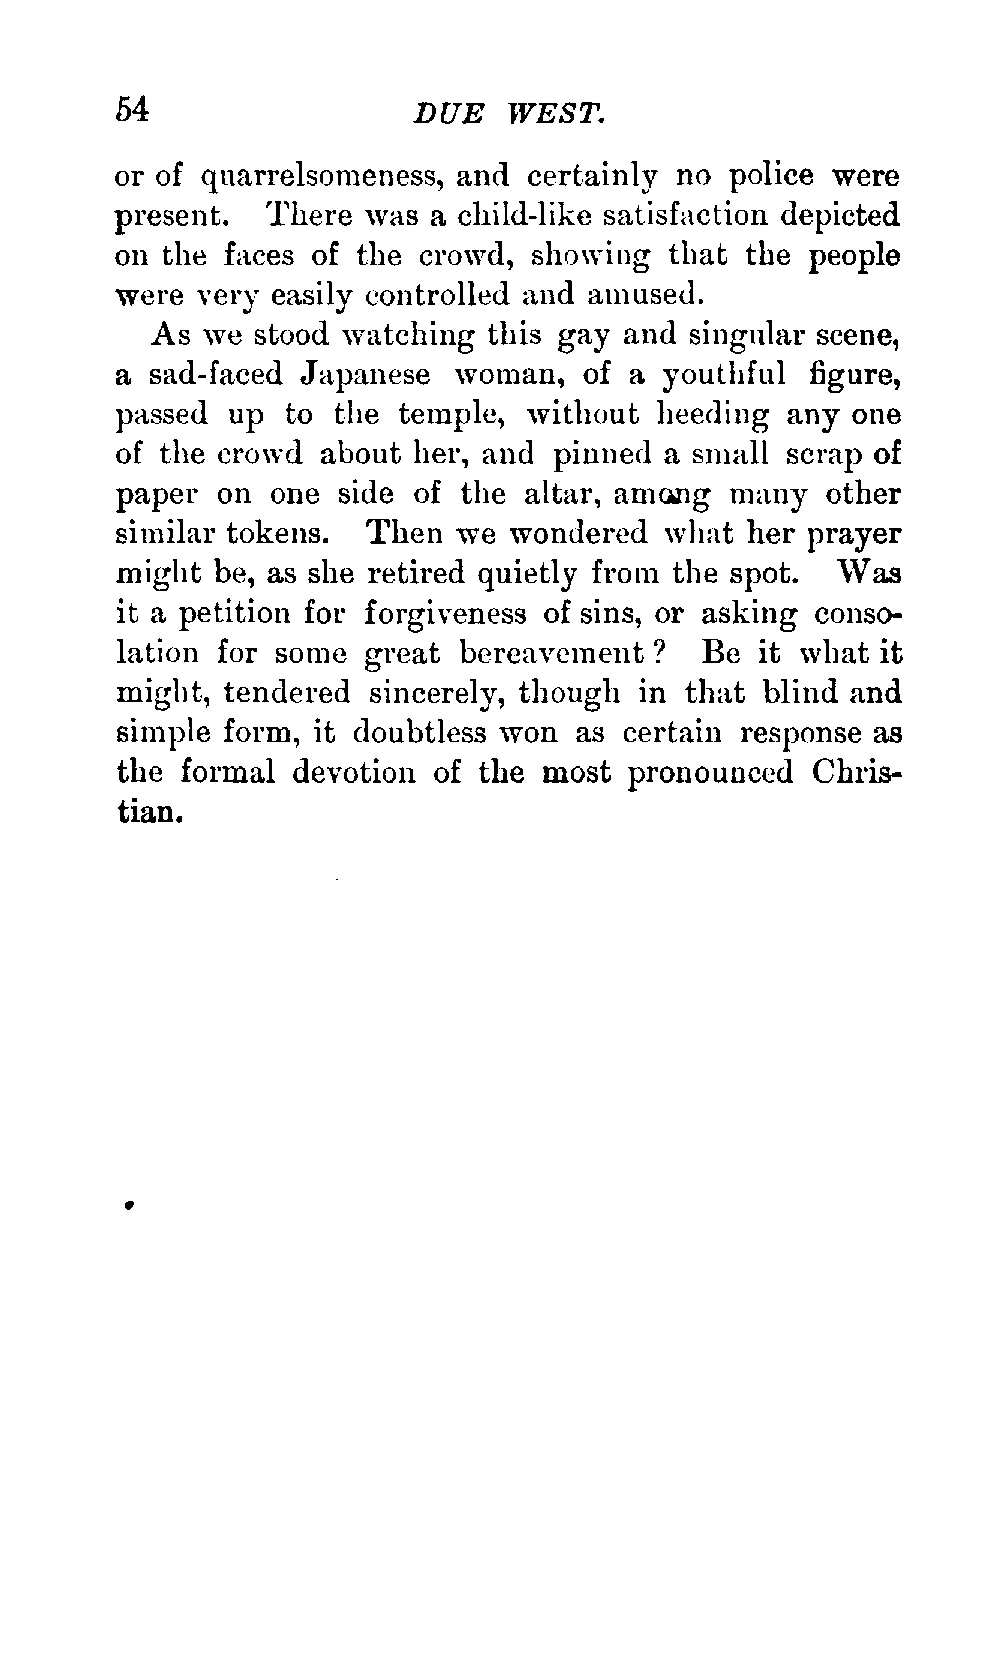 54 DUE WEST.
or of quarrelsomeness, and certainly no police were
present. There was a child-like satisfaction depicted
on the faces of the crowd, showing that the people
were very easily controlled and amused.
As we stood watching this gay and singular scene,
a sad-faced Japanese woman, of a youthful figure,
passed up to the temple, without heeding any one
of the crowd about her, and pinned a small scrap of
paper on one side of the altar, among many other
similar tokens. Then we wondered what her prayer
might be, as she retired quietly from the spot. Was
it a petition for forgiveness of sins, or asking conso-
lation for some great bereavement? Be it what it
might, tendered sincerely, though in that blind and
simple form, it doubtless won as certain response as
the formal devotion of the most pronounced Chris-
tian.